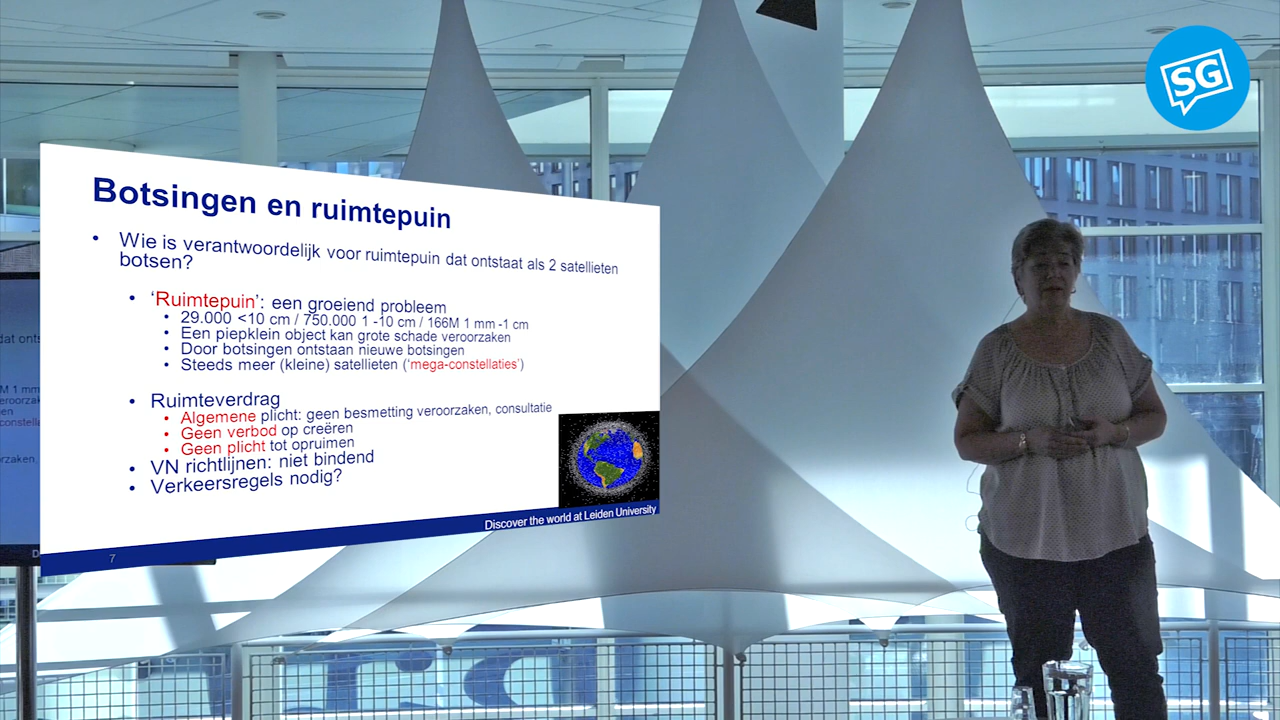 SG
Botsingen en ruimtepuin
• Wie is verantwoordelijk voor ruimtepuin dat ontstaat als 2 satellieten
botsen?
• 'Ruimtepuin': een groeiend probleem
• 29.000 <10 cm / 750.000 1 -10 cm / 166M 1 mm -1 cm
• Een piepklein object kan grote schade veroorzaken
• Door botsingen ontstaan nieuwe botsingen
• Steeds meer (kleine) satellieten ('mega-constellaties')
• Ruimteverdrag
• Algemene plicht: geen besmetting veroorzaken, consultatie
• Geen verbod op creëren
• Geen plicht tot opruimen
• VN richtlijnen: niet bindend
• Verkeersregels nodig?
Discover the world at Leiden University
7